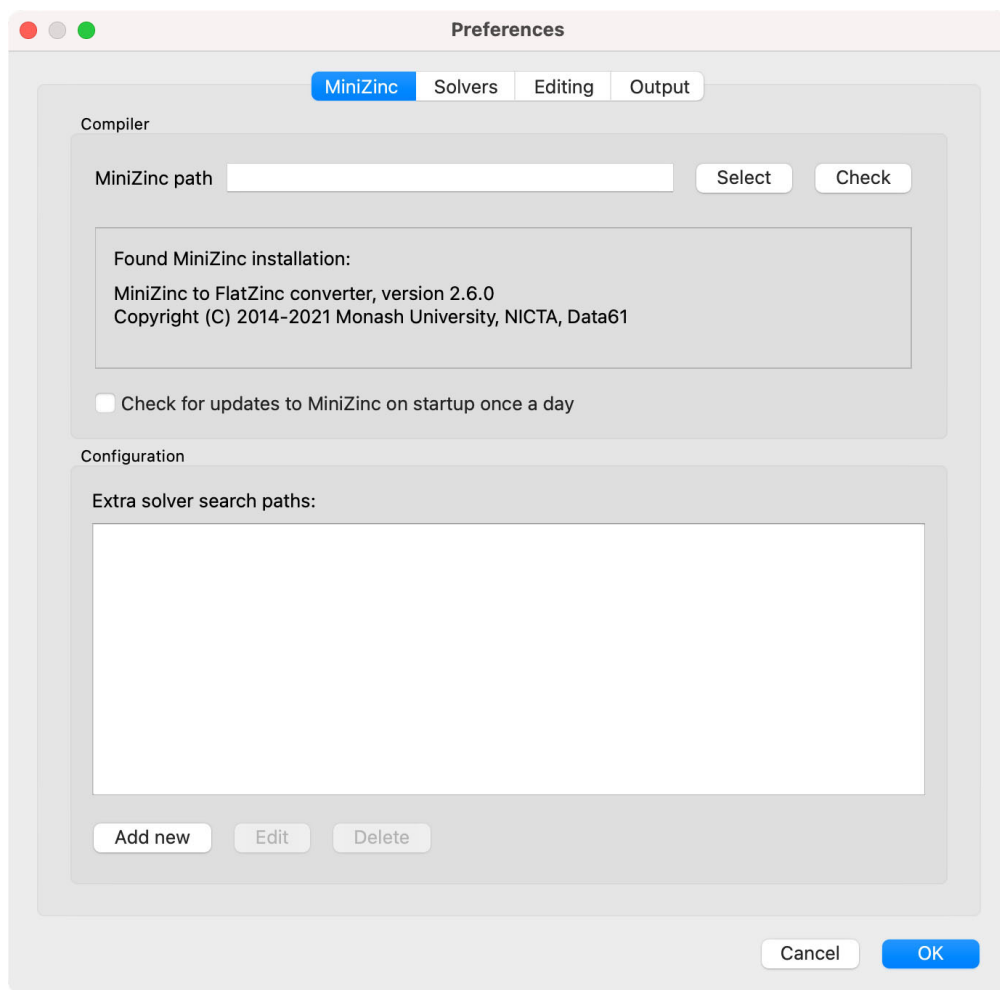 Preferences
MiniZinc Solvers Editing Output
Compiler
MiniZinc path Select Check
Found MiniZinc installation:
MiniZinc to FlatZinc converter, version 2.6.0
Copyright (C) 2014-2021 Monash University, NICTA, Data61
Check for updates to MiniZinc on startup once a day
Configuration
Extra solver search paths:
Add new Edit Delete
Cancel OK